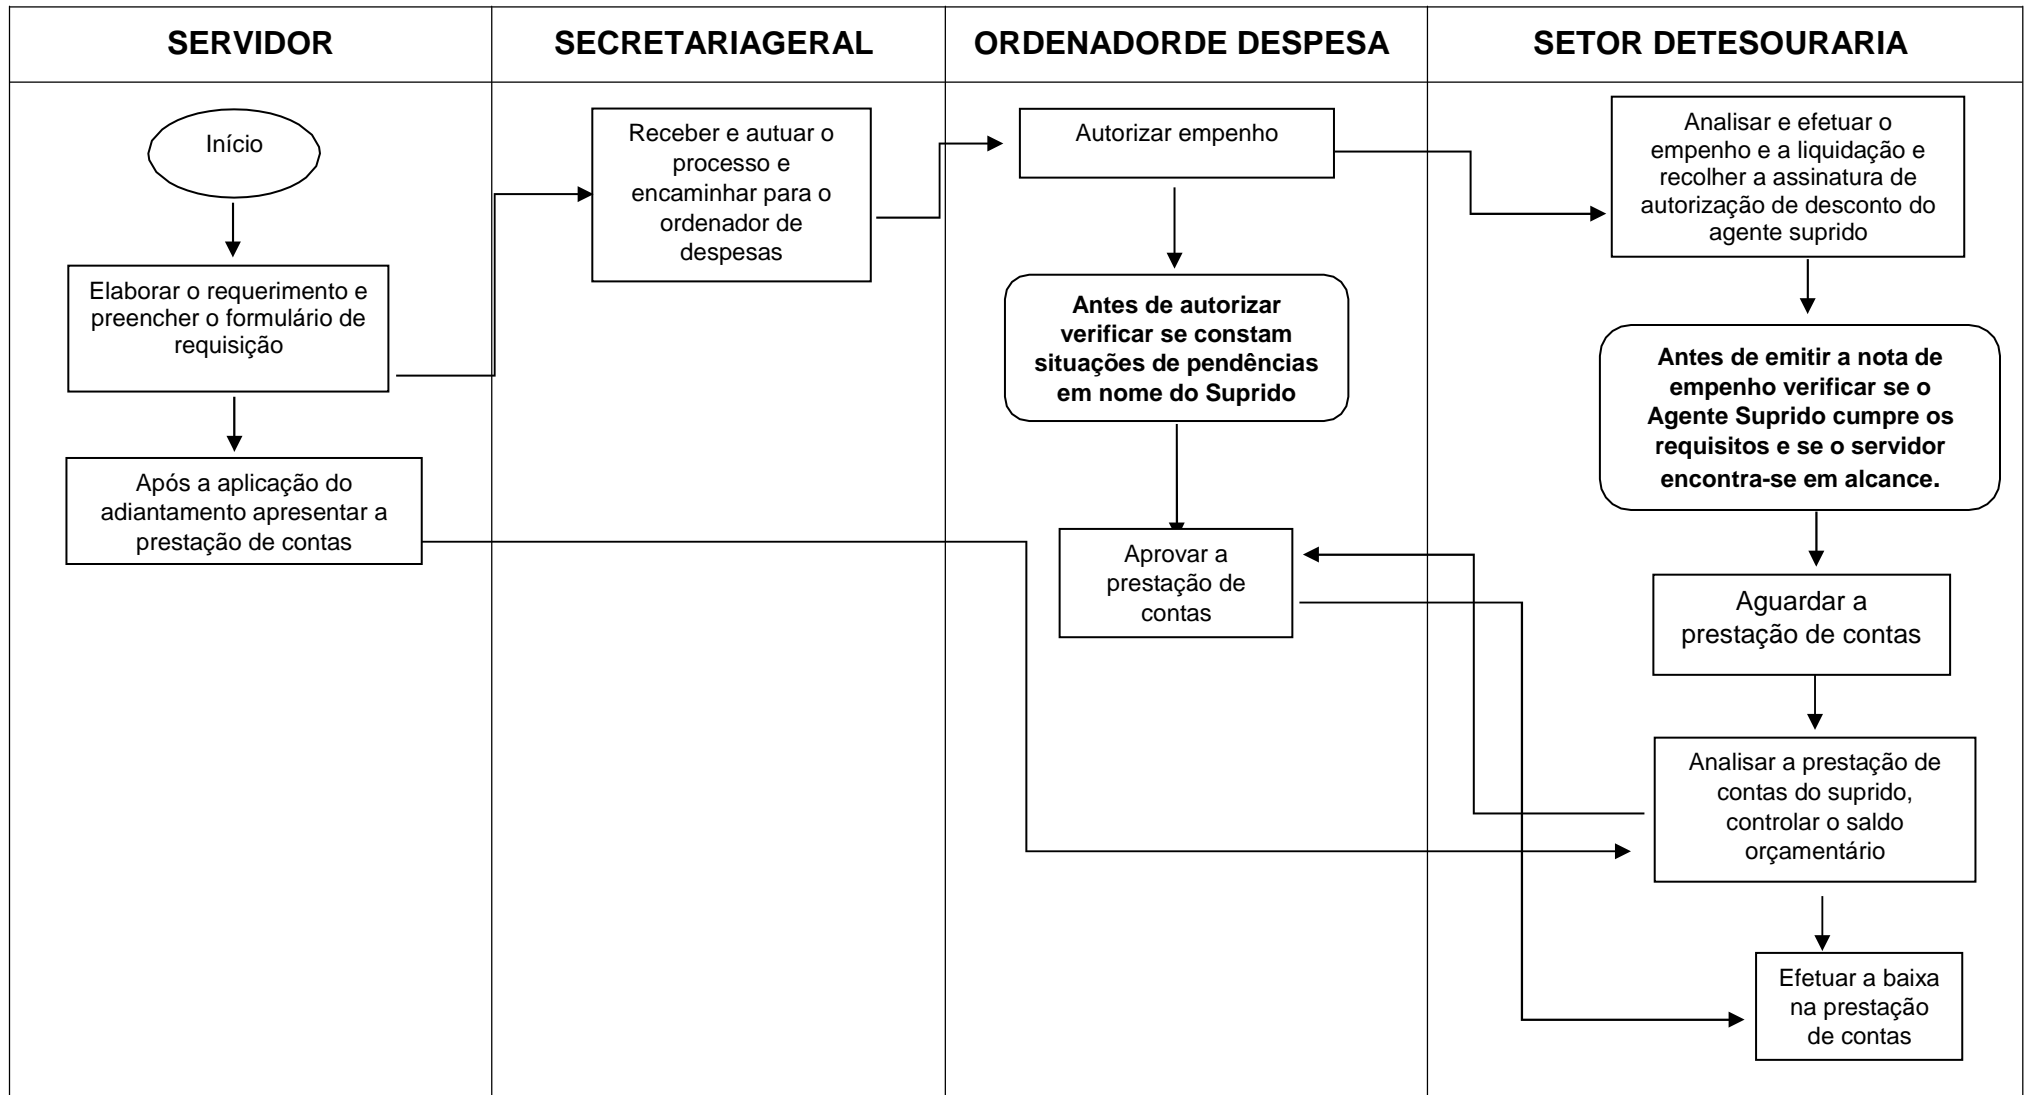 SERVIDOR
SECRETARIAGERAL
ORDENADORDE DESPESA
SETOR DETESOURARIA
Início
Elaborar o requerimento e
preencher o formulário de
requisição
Após a aplicação do
adiantamento apresentar a
prestação de contas
Receber e autuar o
processo e
encaminhar para o
ordenador de
despesas
Autorizar empenho
Antes de autorizar
verificar se constam
situações de pendências
em nome do Suprido
Aprovar a
prestação de
contas
Analisar e efetuar o
empenho e a liquidação e
recolher a assinatura de
autorização de desconto do
agente suprido
Antes de emitir a nota de
empenho verificar se o
Agente Suprido cumpre os
requisitos e se o servidor
encontra-se em alcance.
Aguardar a
prestação de contas
Analisar a prestação de
contas do suprido,
controlar o saldo
orçamentário
Efetuar a baixa
na prestação
de contas